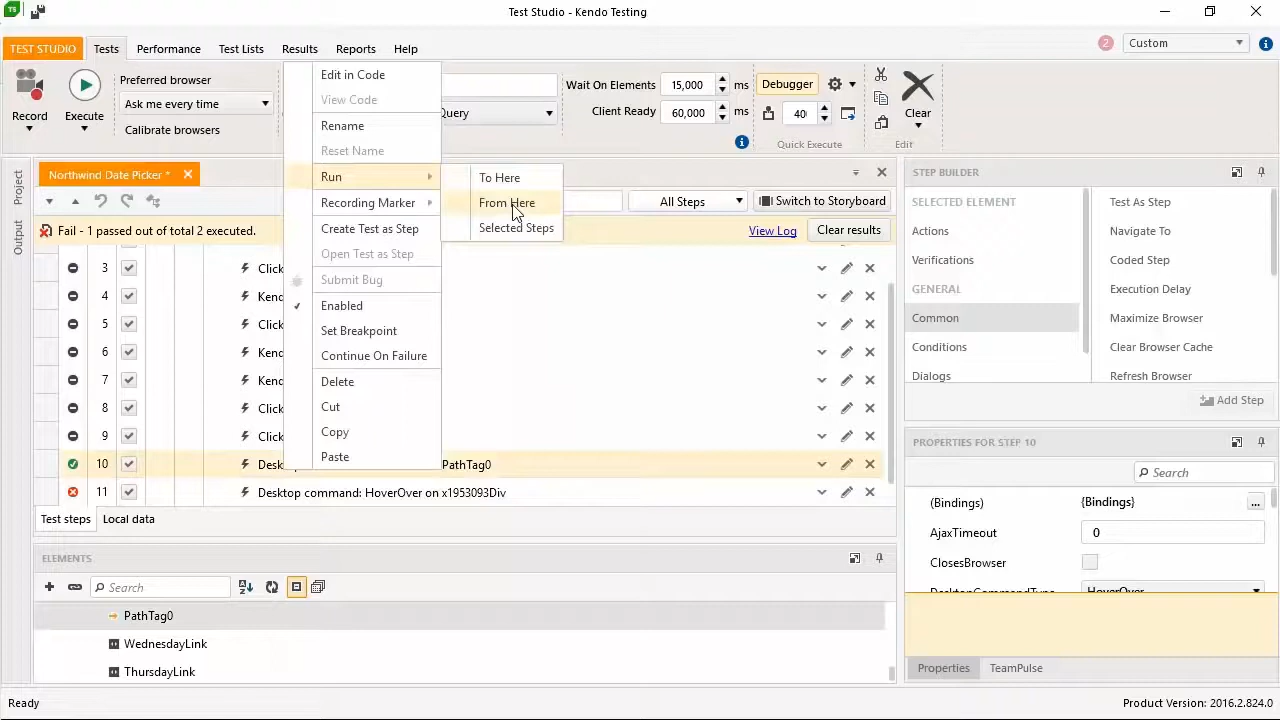 TS
Test Studio - Kendo Testing
TEST STUDIO
Tests
Performance
Test Lists
Results
Reports
Help
2
Custom
Record
Execute
Preferred browser
Ask me every time
Calibrate browsers
Query
Wait On Elements
15,000
ms
Client Ready
60,000
ms
Debugger
40
Quick Execute
Clear
Edit
Edit in Code
View Code
Rename
Reset Name
Run
Recording Marker
Create Test as Step
Open Test as Step
Submit Bug
Enabled
Set Breakpoint
Continue On Failure
Delete
Cut
Copy
Paste
To Here
From Here
Selected Steps
Project
Output
Northwind Date Picker *
All Steps
Switch to Storyboard
Fail - 1 passed out of total 2 executed.
View Log
Clear results
3
Click
4
Kend
5
Click
6
Kend
7
Kend
8
Click
9
Click
10
Desk
PathTag0
11
Desktop command: HoverOver on x1953093Div
Test steps
Local data
ELEMENTS
Search
PathTag0
WednesdayLink
ThursdayLink
STEP BUILDER
SELECTED ELEMENT
Actions
Verifications
GENERAL
Common
Conditions
Dialogs
Test As Step
Navigate To
Coded Step
Execution Delay
Maximize Browser
Clear Browser Cache
Refresh Browser
Add Step
PROPERTIES FOR STEP 10
Search
(Bindings)
{Bindings}
...
AjaxTimeout
0
ClosesBrowser
DesktopCommandType
HoverOver
Properties
TeamPulse
Ready
Product Version: 2016.2.824.0